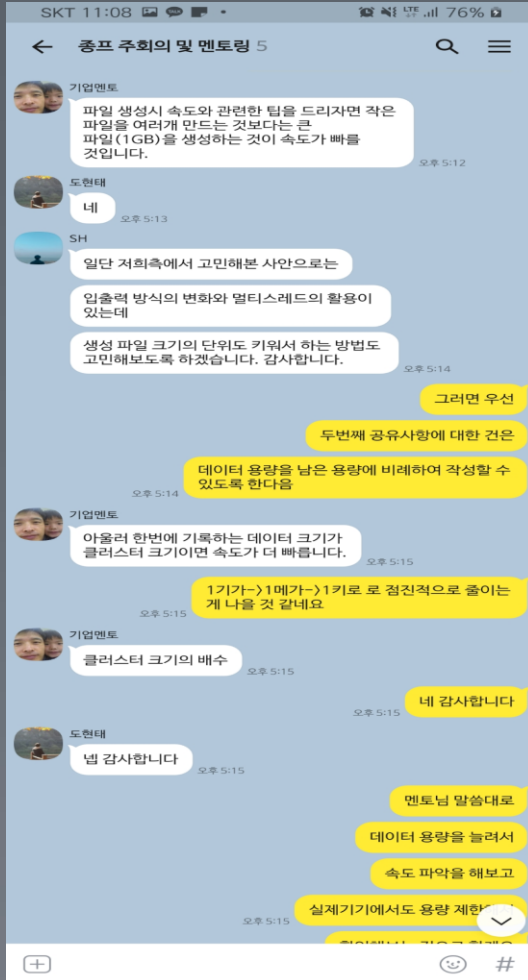 SKT 11:08
LTE 76%
종프 주회의 및 멘토링 5
기업멘토
파일 생성시 속도와 관련한 팁을 드리자면 작은
파일을 여러개 만드는 것보다는 큰
파일(1GB)을 생성하는 것이 속도가 빠를
것입니다.
오후 5:12
도현태
네
오후 5:13
SH
일단 저희측에서 고민해본 사안으로는
입출력 방식의 변화와 멀티스레드의 활용이
있는데
생성 파일 크기의 단위도 키워서 하는 방법도
고민해보도록 하겠습니다. 감사합니다.
오후 5:14
그러면 우선
두번째 공유사항에 대한 건은
데이터 용량을 남은 용량에 비례하여 작성할 수
있도록 한다음
오후 5:14
기업멘토
아울러 한번에 기록하는 데이터 크기가
클러스터 크기이면 속도가 더 빠릅니다.
오후 5:15
1기가->1메가->1키로 로 점진적으로 줄이는
게 나을 것 같네요
오후 5:15
기업멘토
클러스터 크기의 배수
오후 5:15
네 감사합니다
오후 5:15
도현태
넵 감사합니다
오후 5:15
멘토님 말씀대로
데이터 용량을 늘려서
속도 파악을 해보고
실제기기에서도 용량
오후 5:15
#